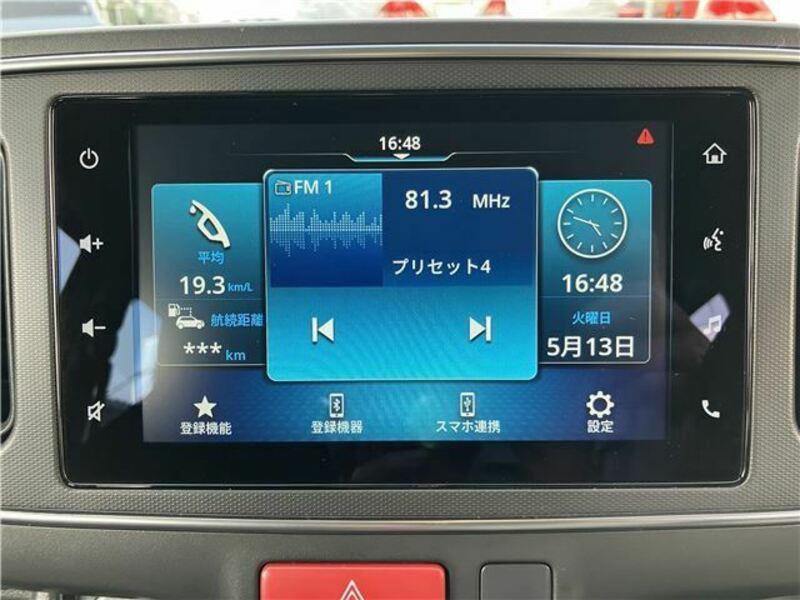 16:48
FM 1
81.3 MHz
プリセット4
平均
19.3 km/L
航続距離
*** km
16:48
火曜日
5月13日
登録機能
登録機器
スマホ連携
設定